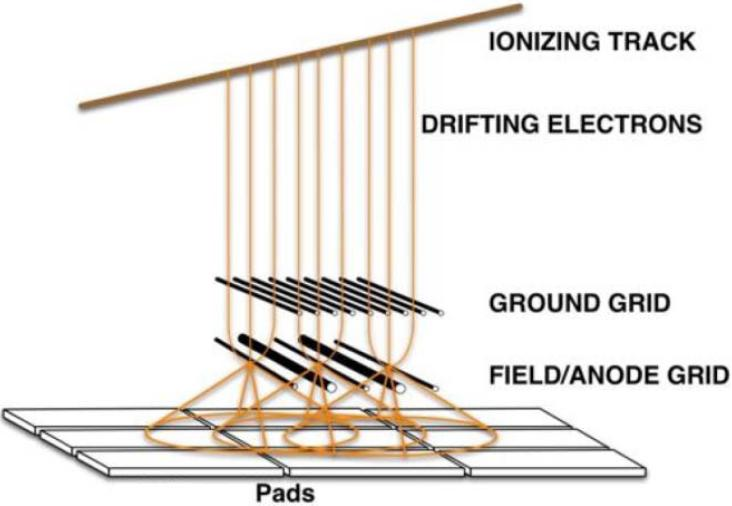 IONIZING TRACK
DRIFTING ELECTRONS
GROUND GRID
FIELD/ANODE GRID
Pads